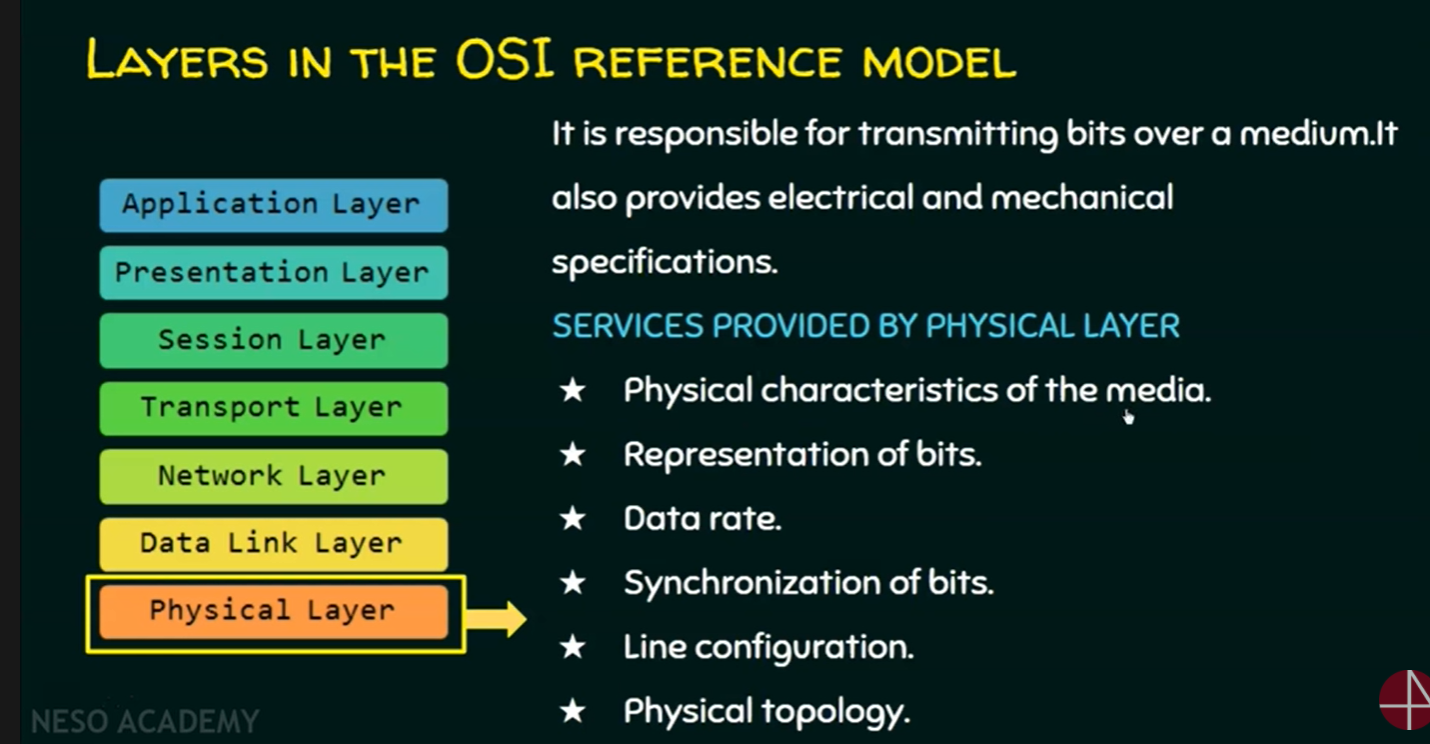 LAYERS IN THE OSI REFERENCE MODEL
It is responsible for transmitting bits over a medium.It
also provides electrical and mechanical
specifications.
SERVICES PROVIDED BY PHYSICAL LAYER
★ Physical characteristics of the media.
★ Representation of bits.
★ Data rate.
★ Synchronization of bits.
★ Line configuration.
★ Physical topology.
Application Layer
Presentation Layer
Session Layer
Transport Layer
Network Layer
Data Link Layer
Physical Layer
NESO ACADEMY